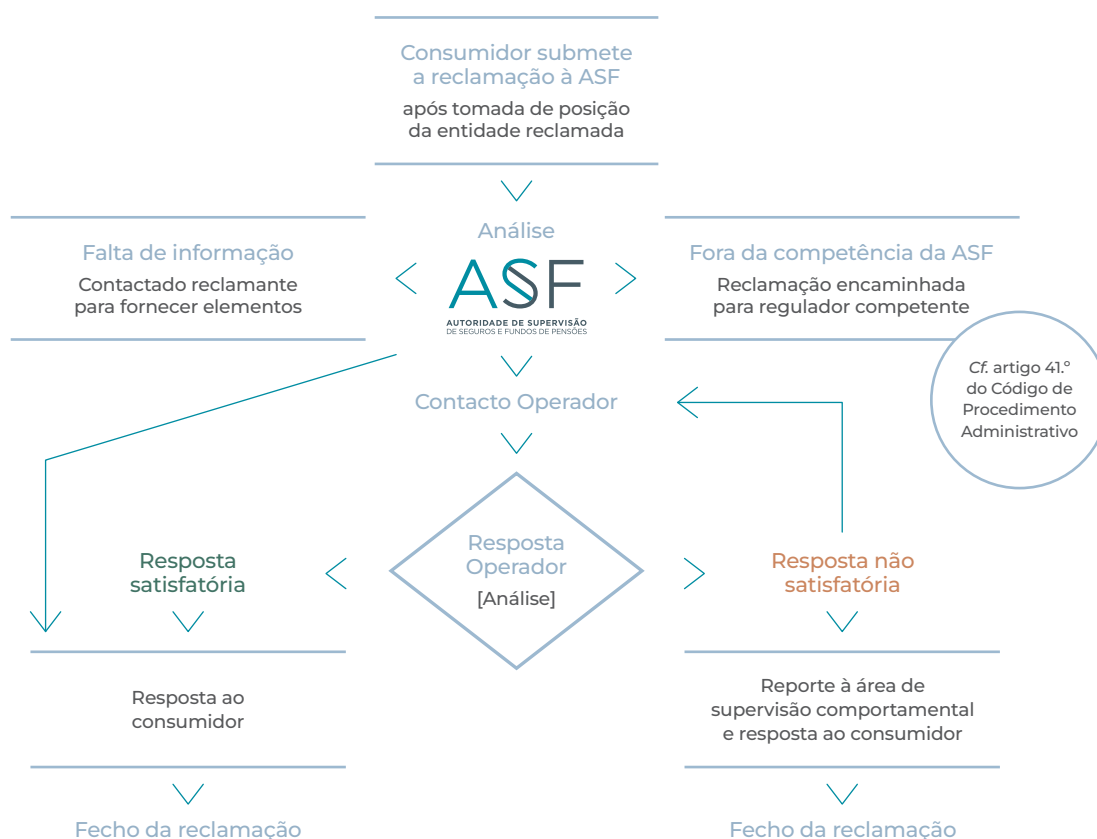 Consumidor submete
a reclamação à ASF
após tomada de posição
da entidade reclamada
Análise
Falta de informação
Contactado reclamante
para fornecer elementos
ASF
AUTORIDADE DE SUPERVISÃO
DE SEGUROS E FUNDOS DE PENSÕES
Fora da competência da ASF
Reclamação encaminhada
para regulador competente
Cf. artigo 41.º
do Código de
Procedimento
Administrativo
Contacto Operador
Resposta
Operador
[Análise]
Resposta
satisfatória
Resposta não
satisfatória
Resposta ao
consumidor
Reporte à área de
supervisão comportamental
e resposta ao consumidor
Fecho da reclamação
Fecho da reclamação